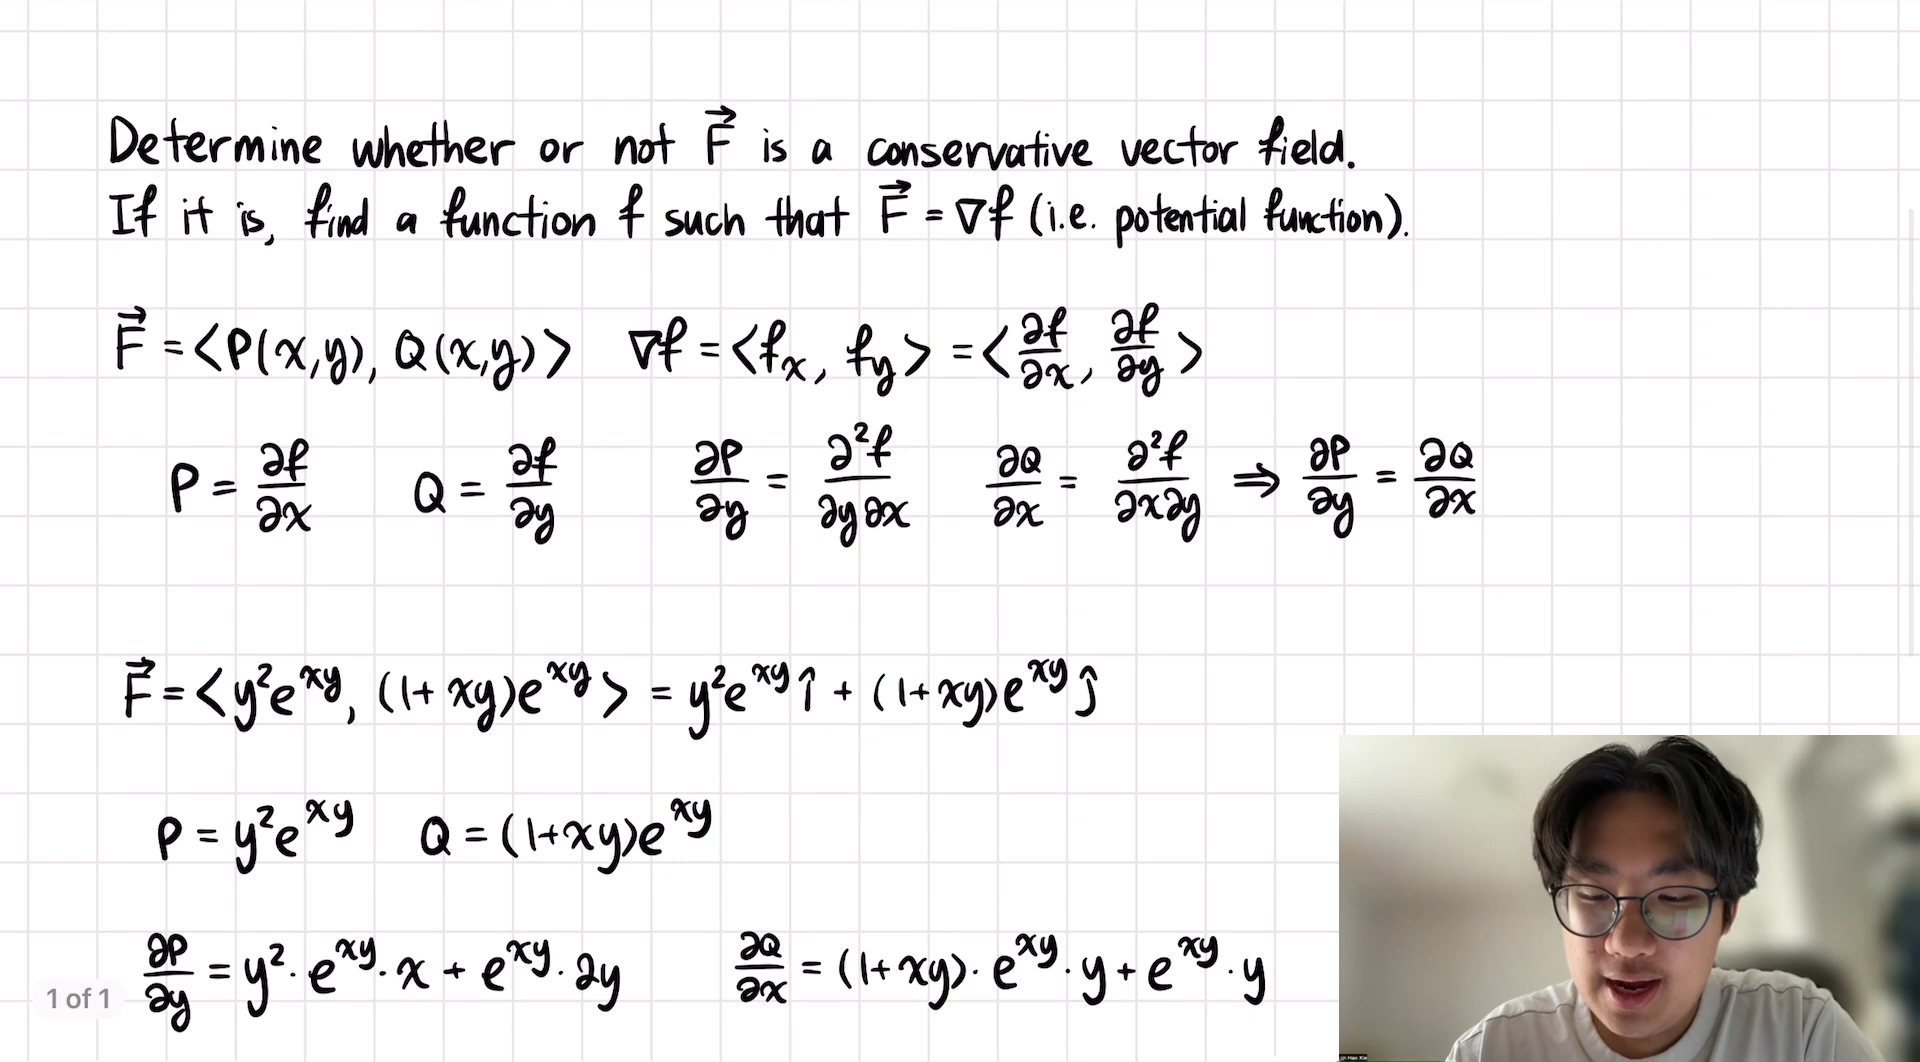 Determine whether or not F⃗ is a conservative vector field.
If it is, find a function f such that F⃗ = ∇f (i.e. potential function).
F⃗ = <P(x,y), Q(x,y)>   ∇f = <fₓ, f_y> = <∂f/∂x, ∂f/∂y>
P = ∂f/∂x   Q = ∂f/∂y   ∂P/∂y = ∂²f/∂y∂x   ∂Q/∂x = ∂²f/∂x∂y ⇒ ∂P/∂y = ∂Q/∂x
F⃗ = <y²e^xy, (1+xy)e^xy> = y²e^xy î + (1+xy)e^xy ĵ
P = y²e^xy   Q = (1+xy)e^xy
∂P/∂y = y²·e^xy·x + e^xy·2y   ∂Q/∂x = (1+xy)·e^xy·y + e^xy·y
1 of 1